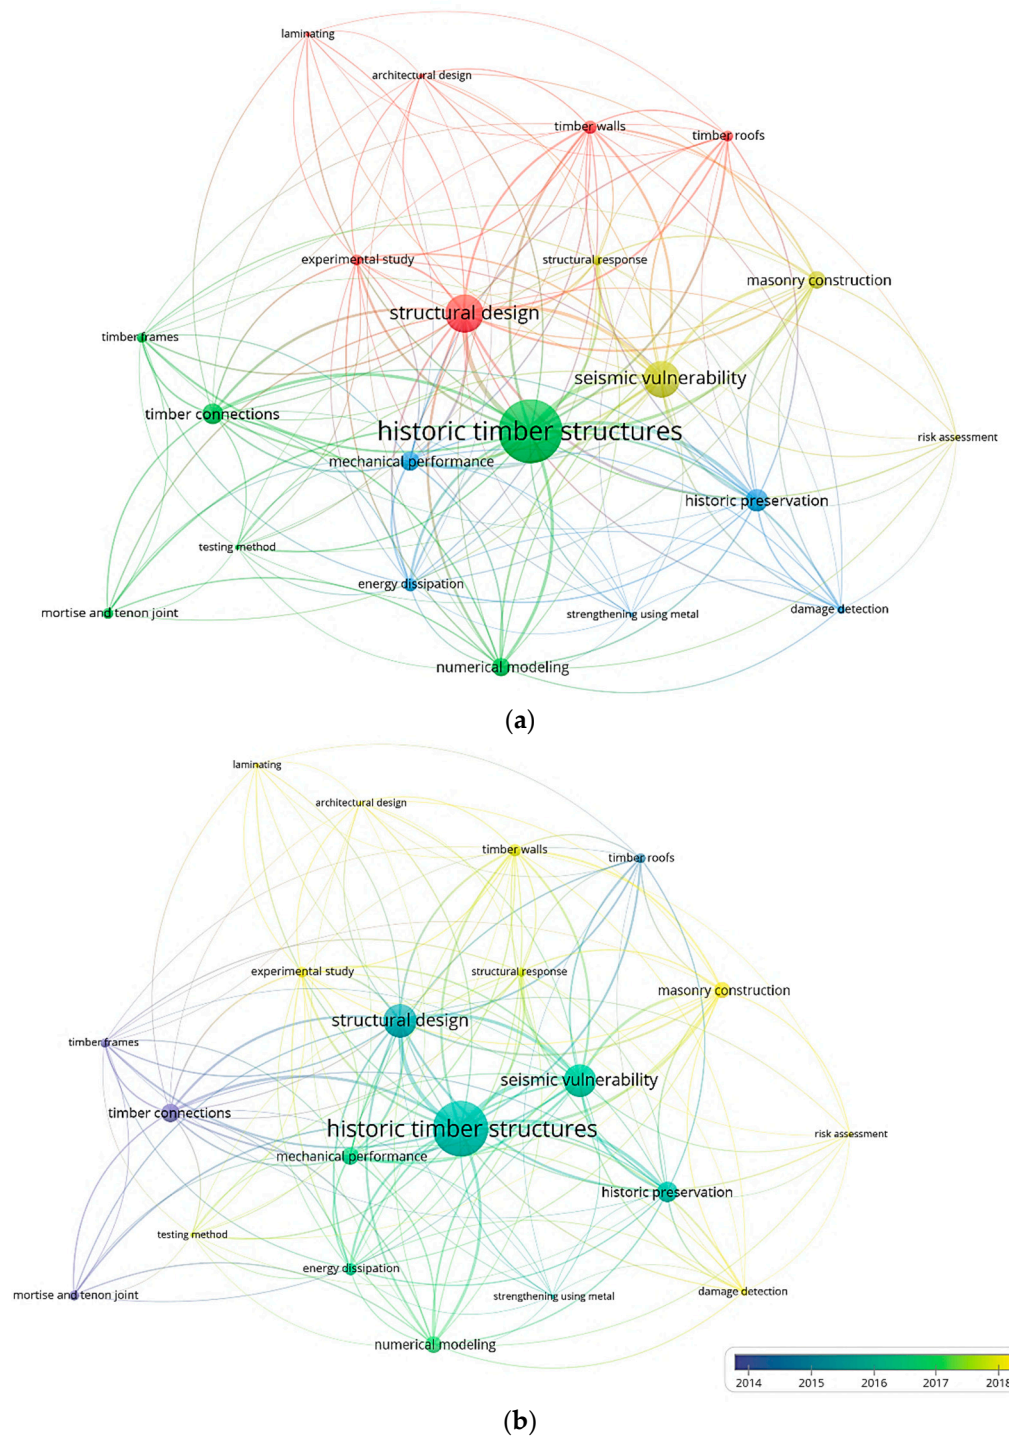 laminating
architectural design
timber walls
timber roofs
experimental study
structural response
masonry construction
structural design
timber frames
seismic vulnerability
timber connections
historic timber structures
risk assessment
mechanical performance
historic preservation
testing method
energy dissipation
mortise and tenon joint
strengthening using metal
damage detection
numerical modeling
(a)
laminating
architectural design
timber walls
timber roofs
experimental study
structural response
masonry construction
structural design
timber frames
seismic vulnerability
timber connections
historic timber structures
risk assessment
mechanical performance
historic preservation
testing method
energy dissipation
mortise and tenon joint
strengthening using metal
damage detection
numerical modeling
2014 2015 2016 2017 2018
(b)